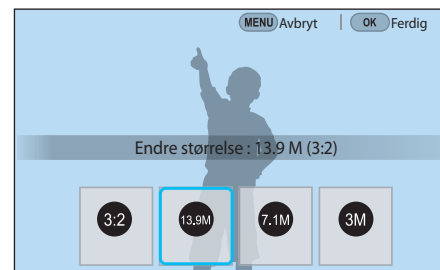 MENU Avbryt | OK Ferdig
Endre størrelse : 13.9 M (3:2)
3:2 13.9M 7.1M 3M